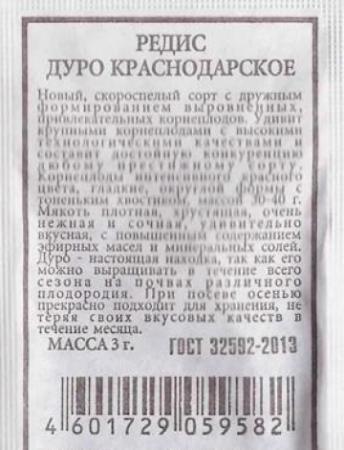 РЕДИС
ДУРО КРАСНОДАРСКОЕ
Новый, скороспелый сорт с дружным
формированием выровненных,
привлекательных корнеплодов. Удивит
крупными корнеплодами с высокими
технологическими качествами и
составит достойную конкуренцию
любому престижному сорту.
Корнеплоды интенсивного красного
цвета, гладкие, округлой формы с
тоненьким хвостиком, массой 30-40 г.
Мякоть плотная, хрустящая, очень
нежная и сочная, удивительно
вкусная, с повышенным содержанием
эфирных масел и минеральных солей.
Дуро - настоящая находка, так как его
можно выращивать в течение всего
сезона на почвах различного
плодородия. При посеве осенью
прекрасно подходит для хранения, не
теряя своих вкусовых качеств в
течение месяца.
МАССА 3 г. ГОСТ 32592-2013
4 601729 059582